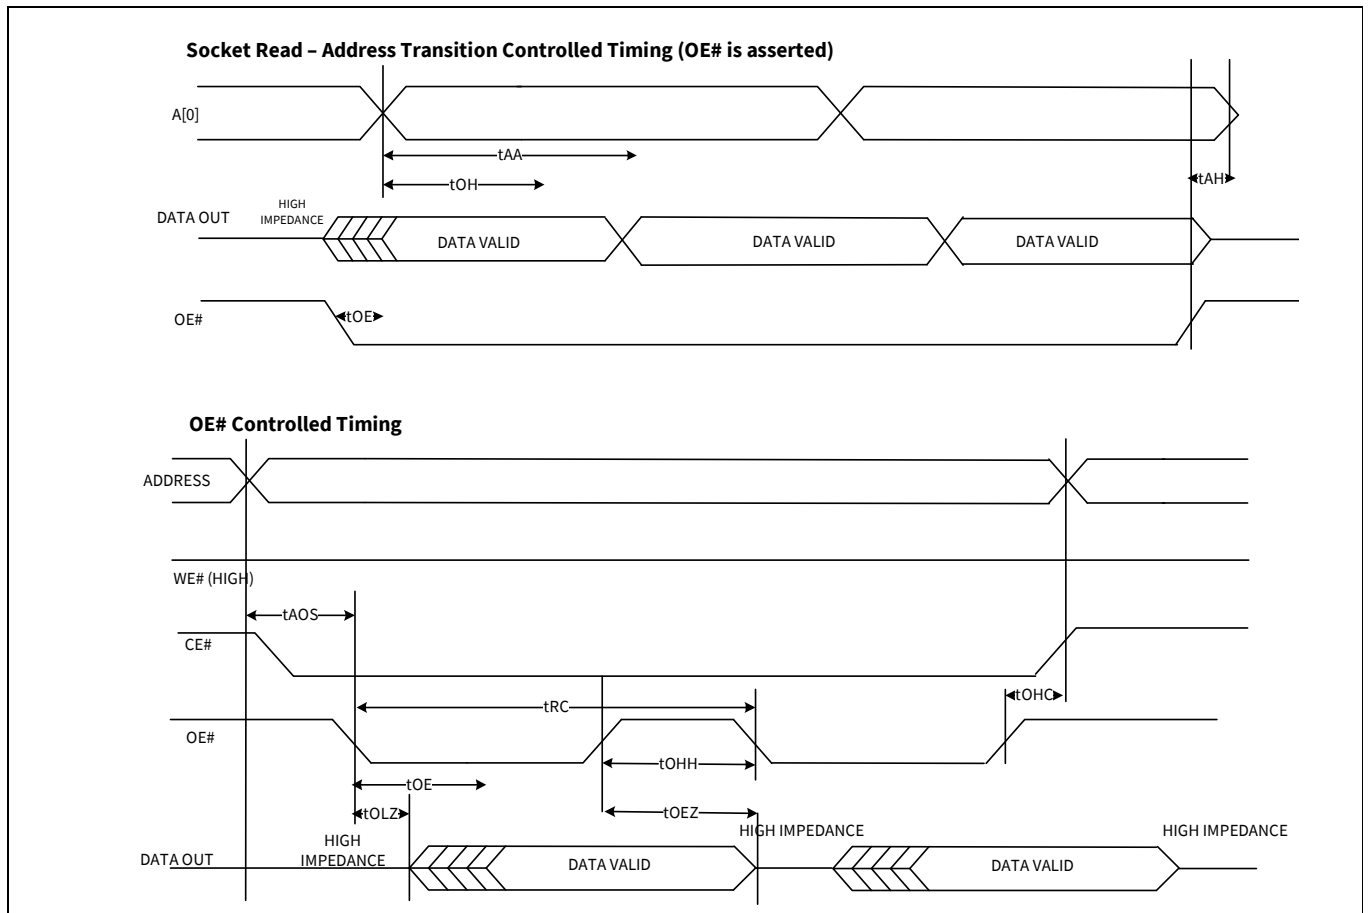 Socket Read – Address Transition Controlled Timing (OE# is asserted)
A[0]
tAA
tOH
tAH
DATA OUT
HIGH
IMPEDANCE
DATA VALID
DATA VALID
DATA VALID
OE#
tOE
OE# Controlled Timing
ADDRESS
WE# (HIGH)
tAOS
CE#
tOHC
tRC
OE#
tOHH
tOE
tOLZ
tOEZ
HIGH IMPEDANCE
HIGH IMPEDANCE
HIGH
IMPEDANCE
DATA OUT
DATA VALID
DATA VALID